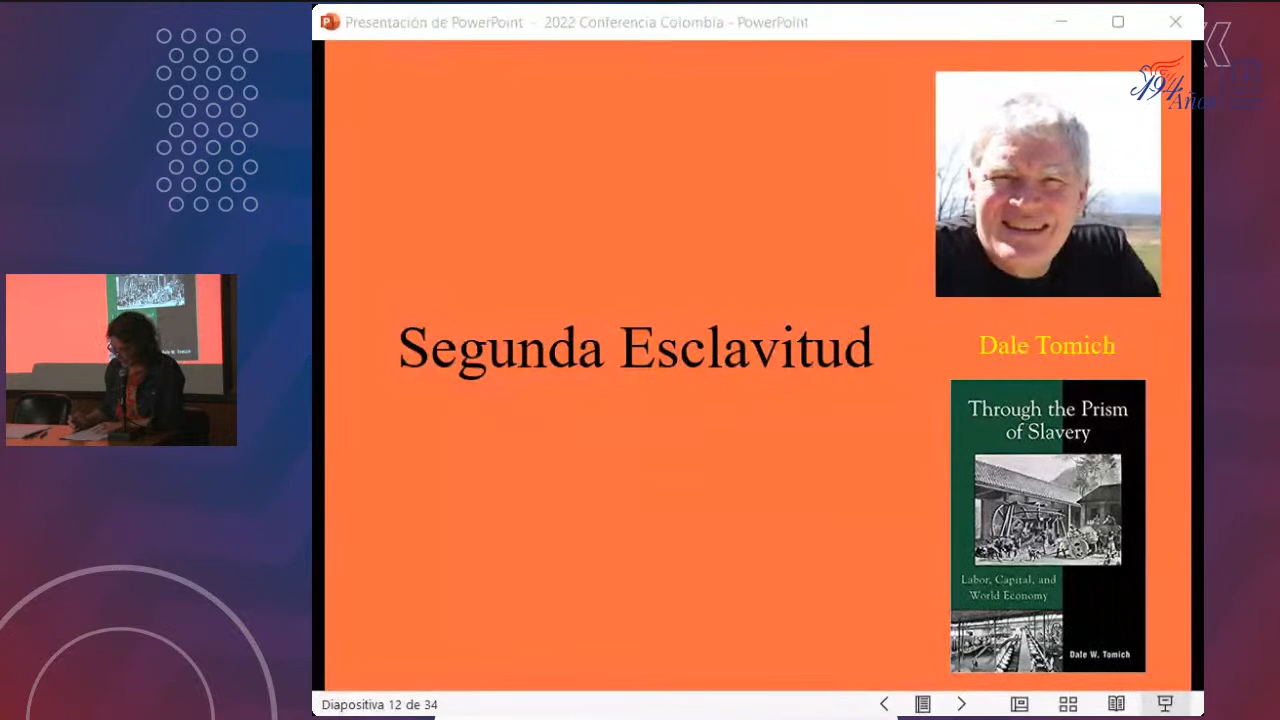 Presentación de PowerPoint - 2022 Conferencia Colombia - PowerPoint
194
Años
Segunda Esclavitud
Dale Tomich
Through the Prism
of Slavery
Labor, Capital, and
World Economy
Dale W. Tomich
Diapositiva 12 de 34